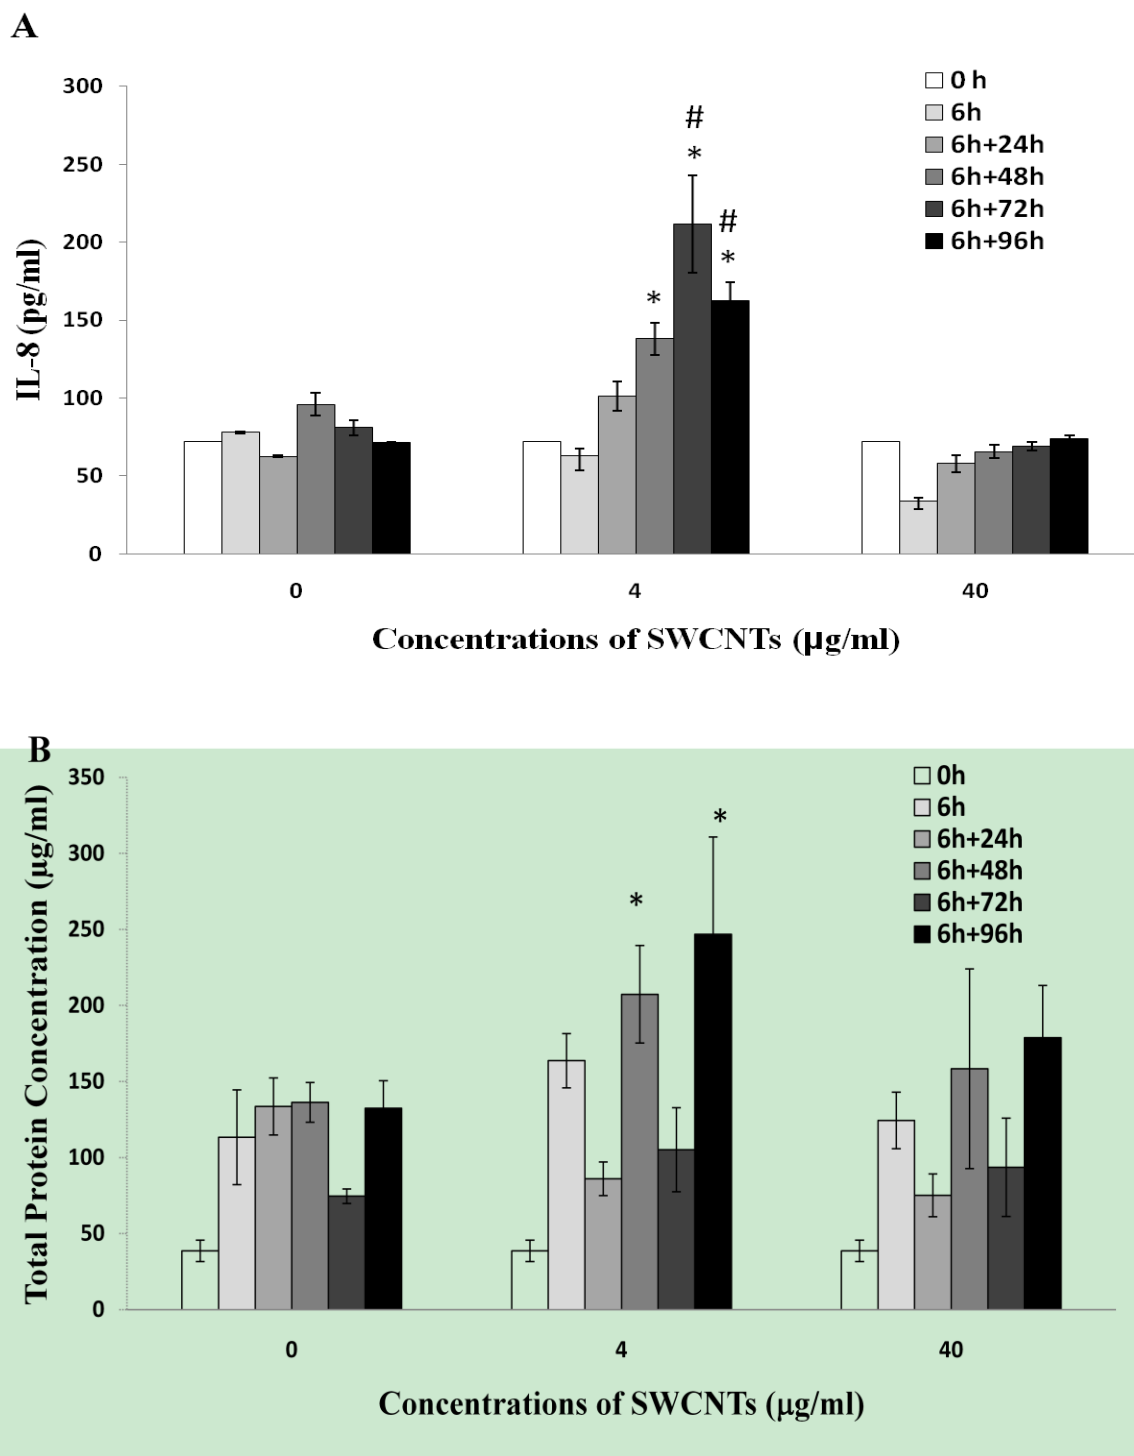 A
300
250
200
150
100
50
0
IL-8 (pg/ml)
0 h
6h
6h+24h
6h+48h
6h+72h
6h+96h
#
*
#
*
*
0 4 40
Concentrations of SWCNTs (µg/ml)
B
350
300
250
200
150
100
50
0
Total Protein Concentration (µg/ml)
0h
6h
6h+24h
6h+48h
6h+72h
6h+96h
*
*
0 4 40
Concentrations of SWCNTs (µg/ml)